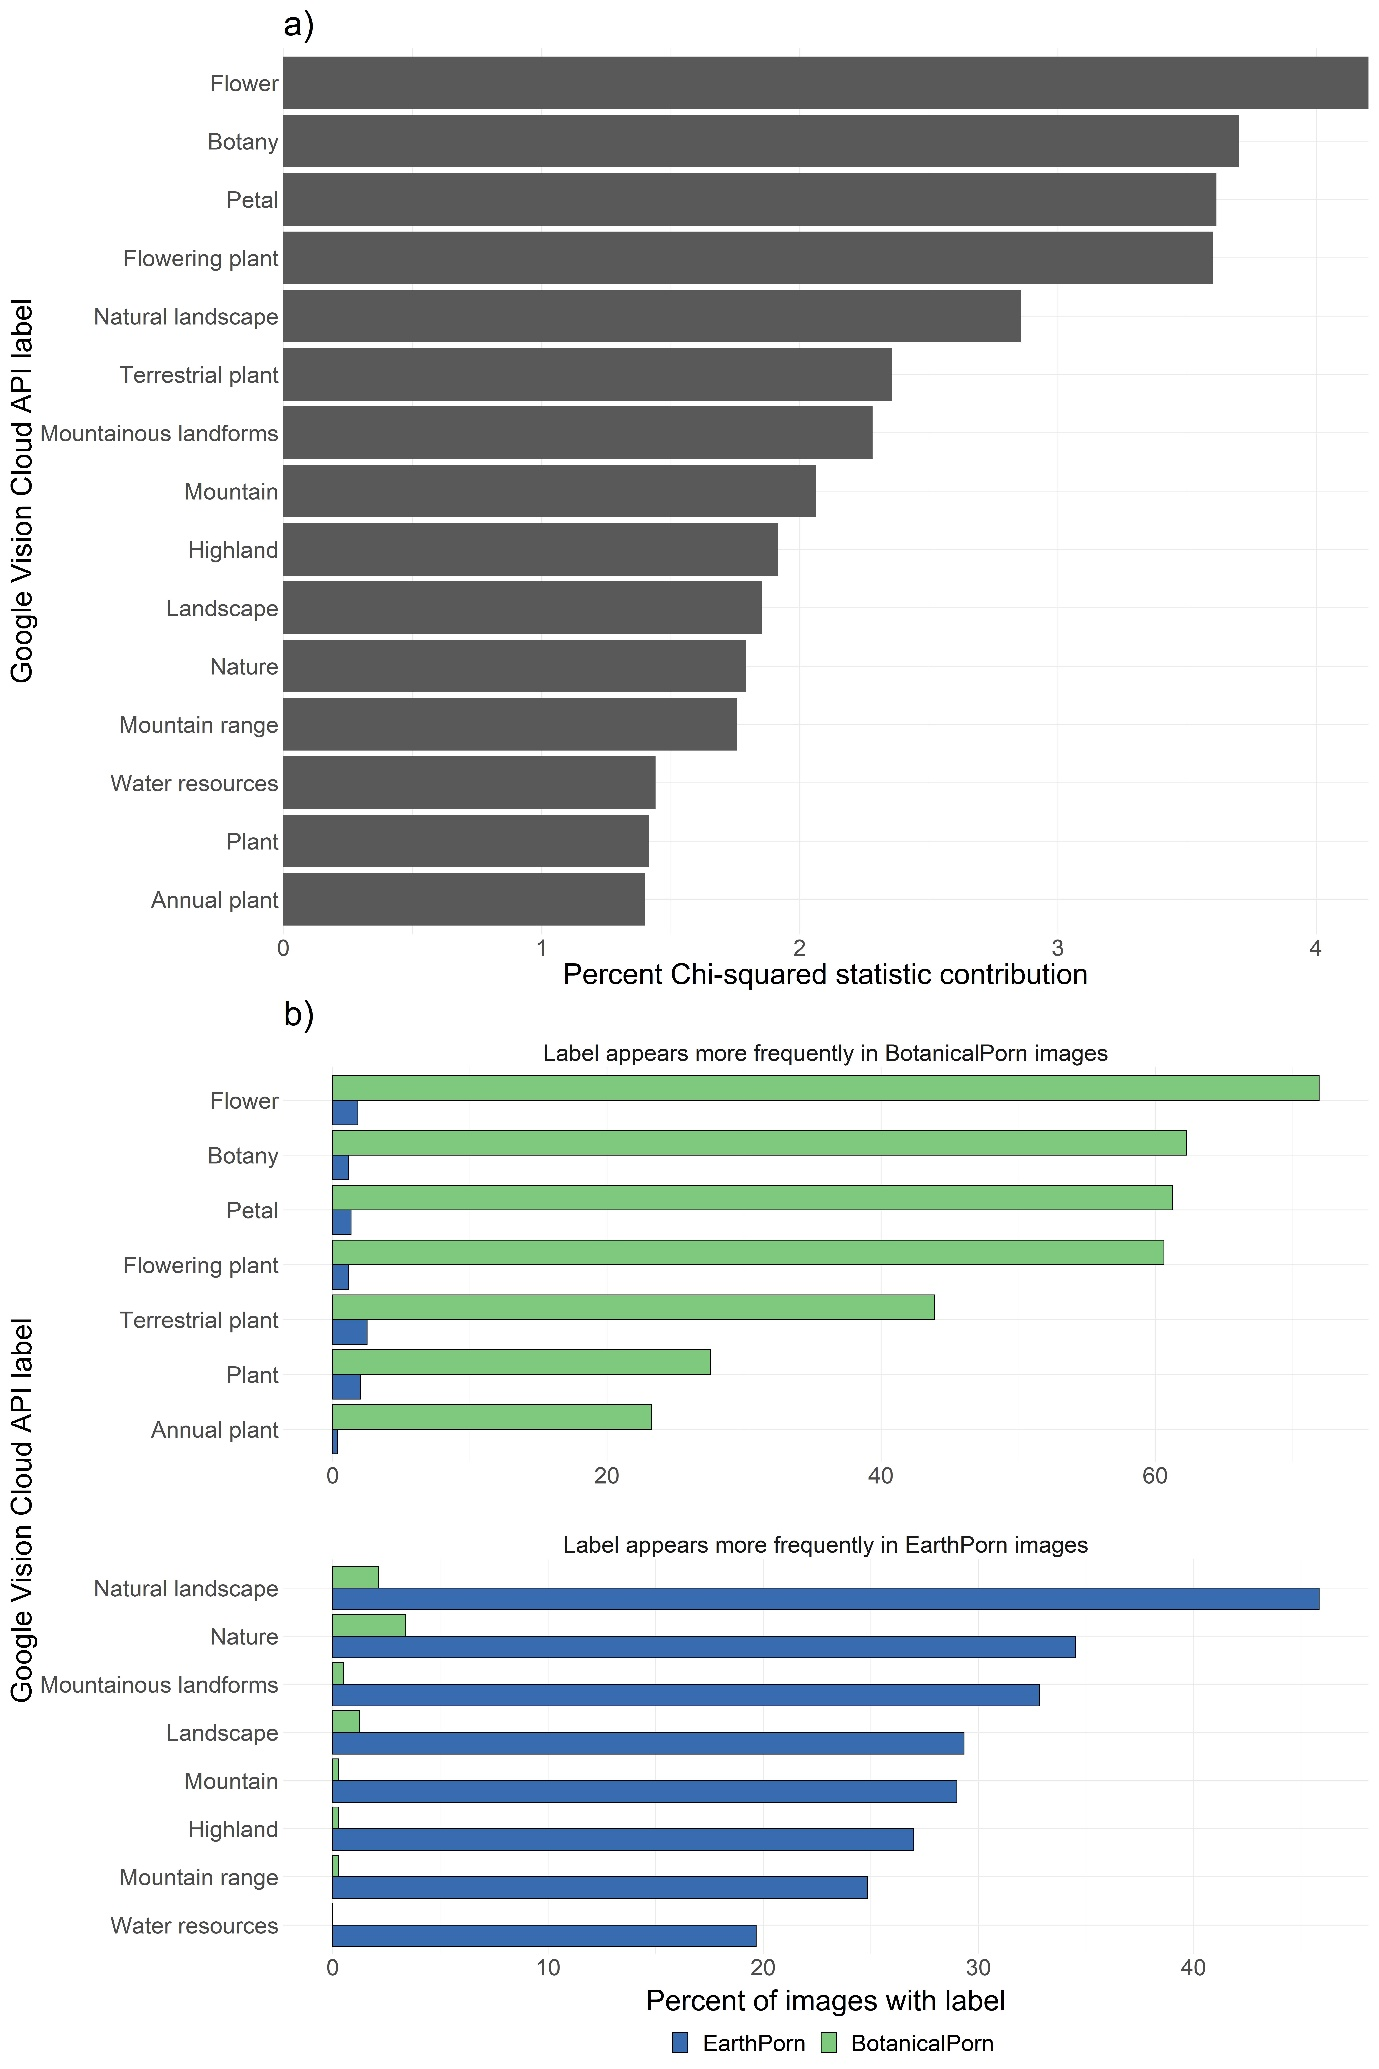 a)
Google Vision Cloud API label
Flower
Botany
Petal
Flowering plant
Natural landscape
Terrestrial plant
Mountainous landforms
Mountain
Highland
Landscape
Nature
Mountain range
Water resources
Plant
Annual plant
0 1 2 3 4
Percent Chi-squared statistic contribution
b)
Google Vision Cloud API label
Label appears more frequently in BotanicalPorn images
Flower
Botany
Petal
Flowering plant
Terrestrial plant
Plant
Annual plant
0 20 40 60
Label appears more frequently in EarthPorn images
Natural landscape
Nature
Mountainous landforms
Landscape
Mountain
Highland
Mountain range
Water resources
0 10 20 30 40
Percent of images with label
EarthPorn BotanicalPorn